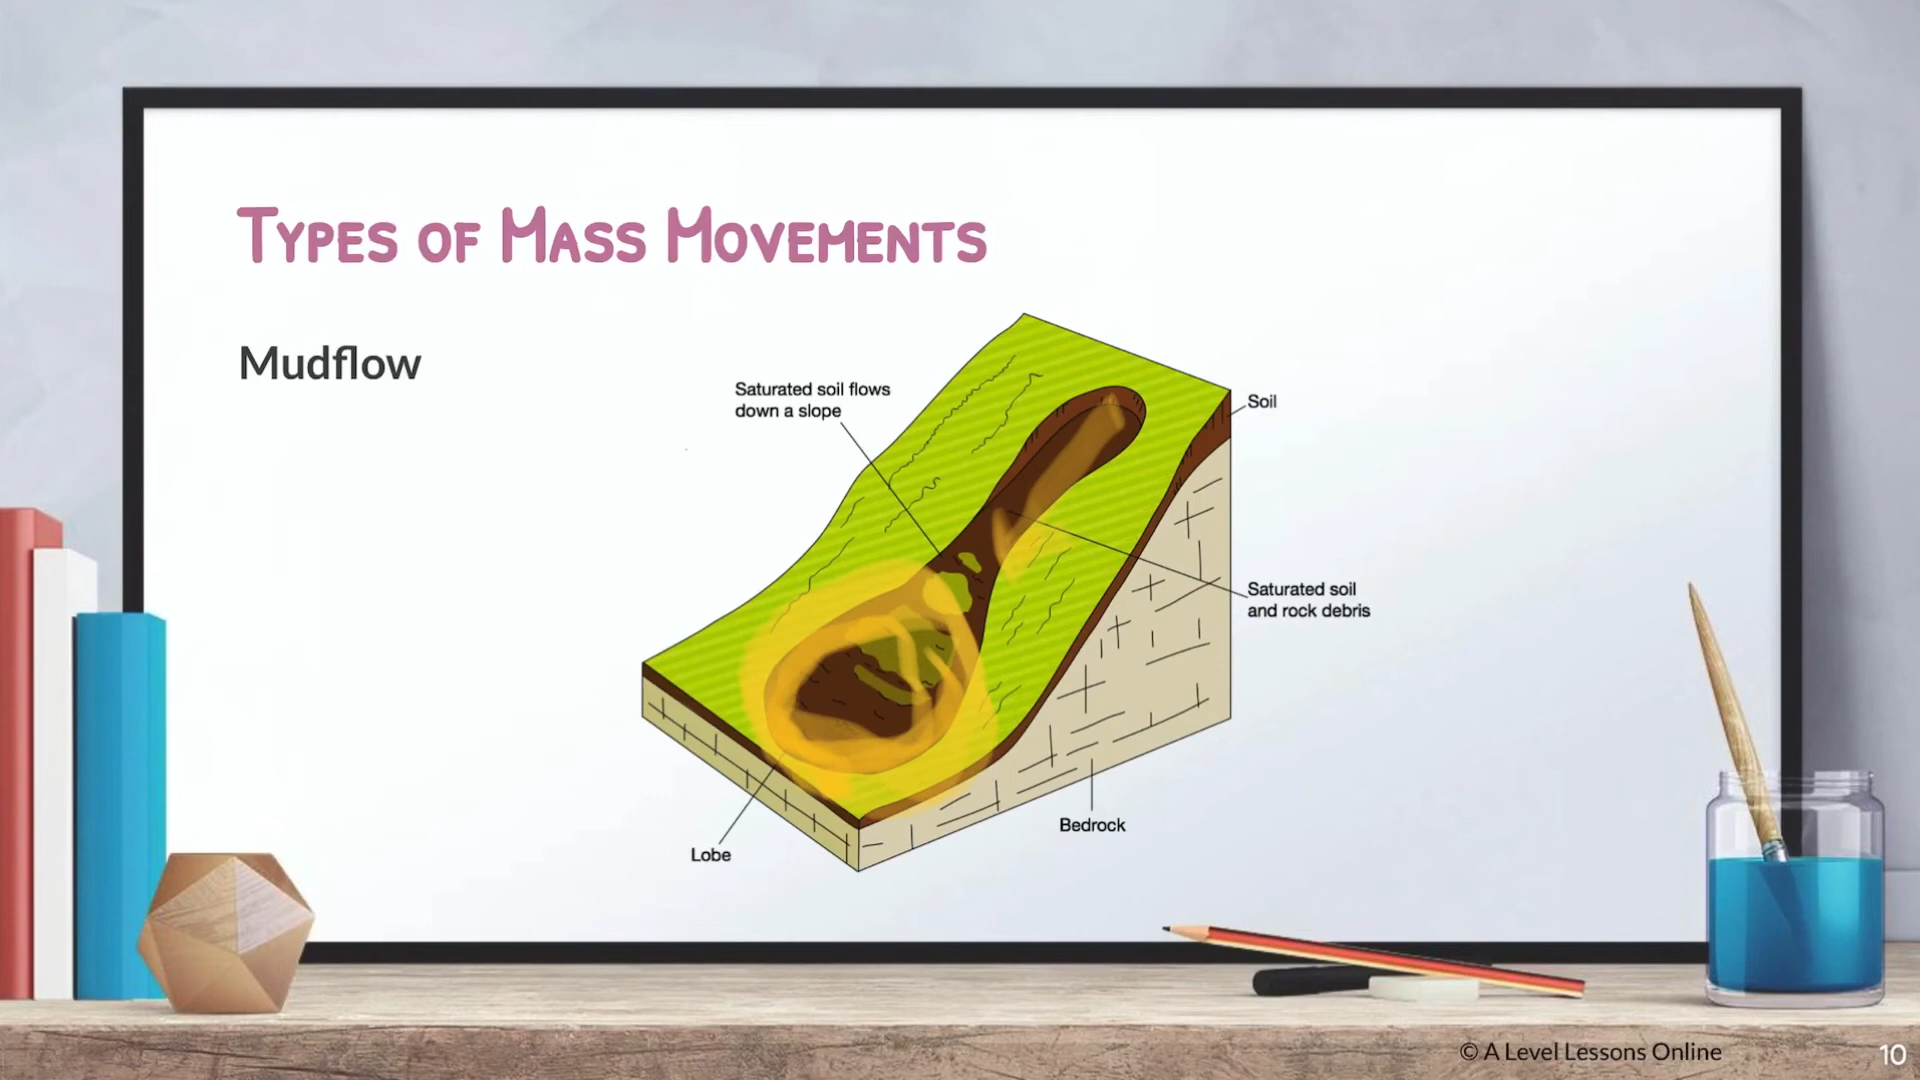 Types of Mass Movements
Mudflow
Saturated soil flows
down a slope
Soil
Saturated soil
and rock debris
Bedrock
Lobe
© A Level Lessons Online
10